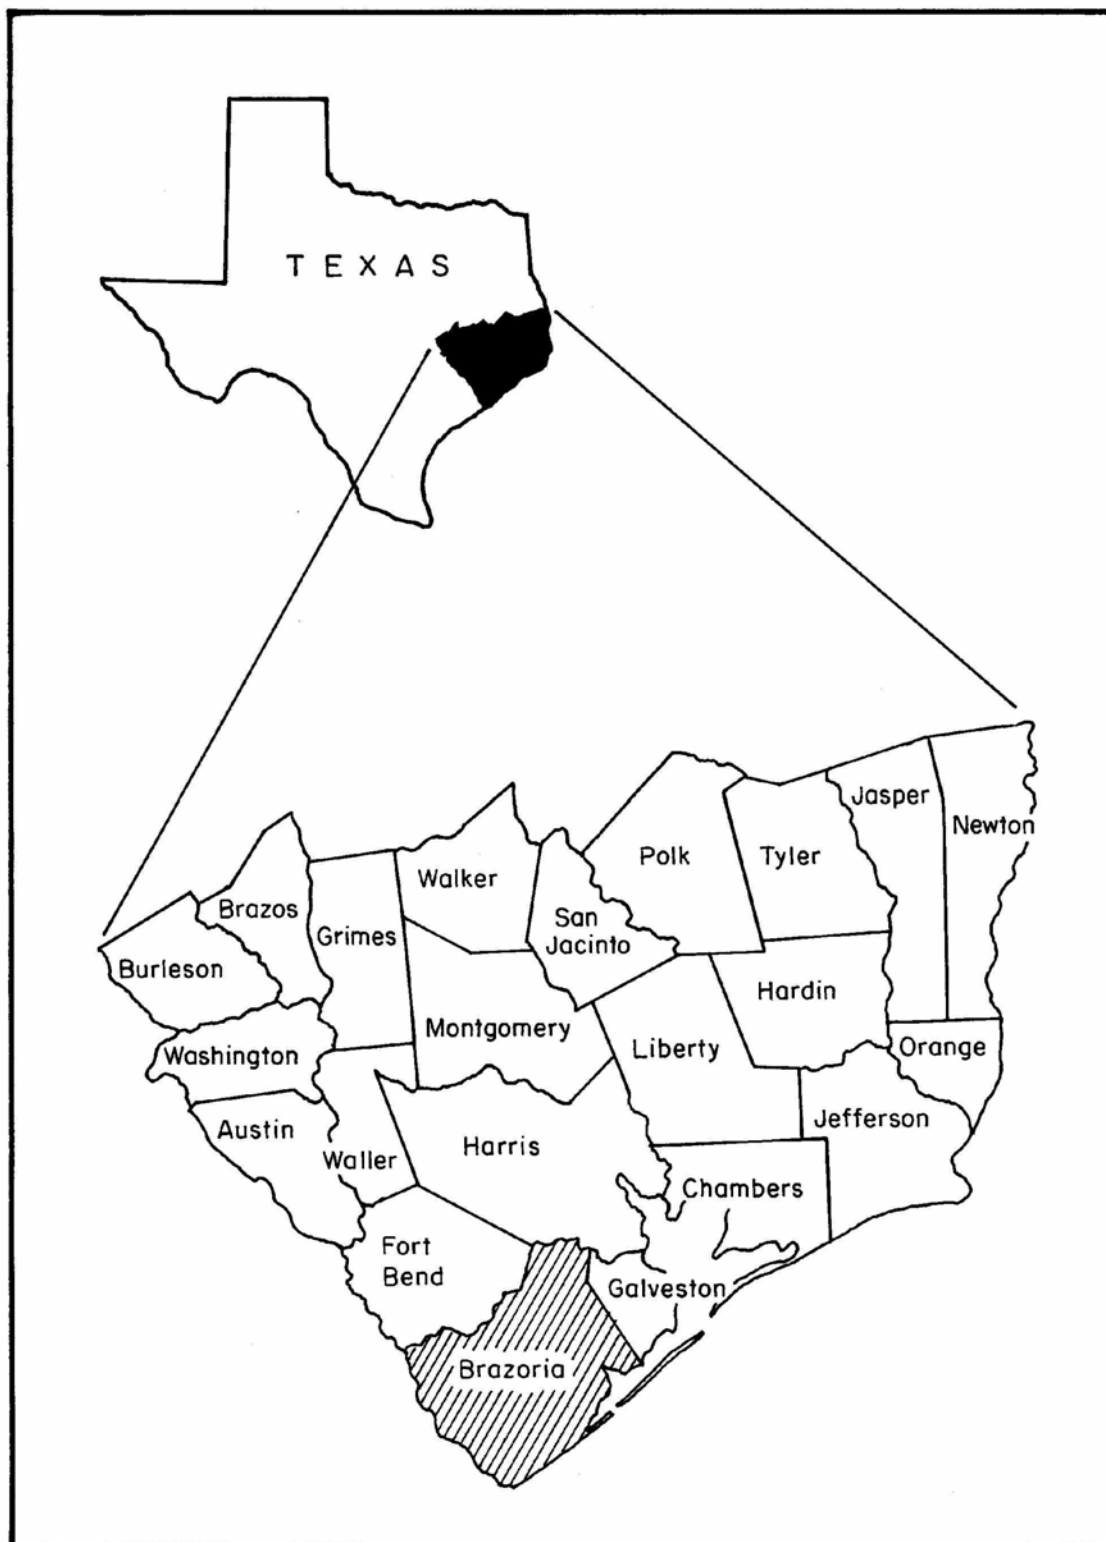 TEXAS
Jasper
Newton
Polk
Tyler
Walker
Brazos
San
Jacinto
Grimes
Burleson
Hardin
Montgomery
Liberty
Orange
Washington
Jefferson
Austin
Harris
Waller
Chambers
Fort
Bend
Galveston
Brazoria